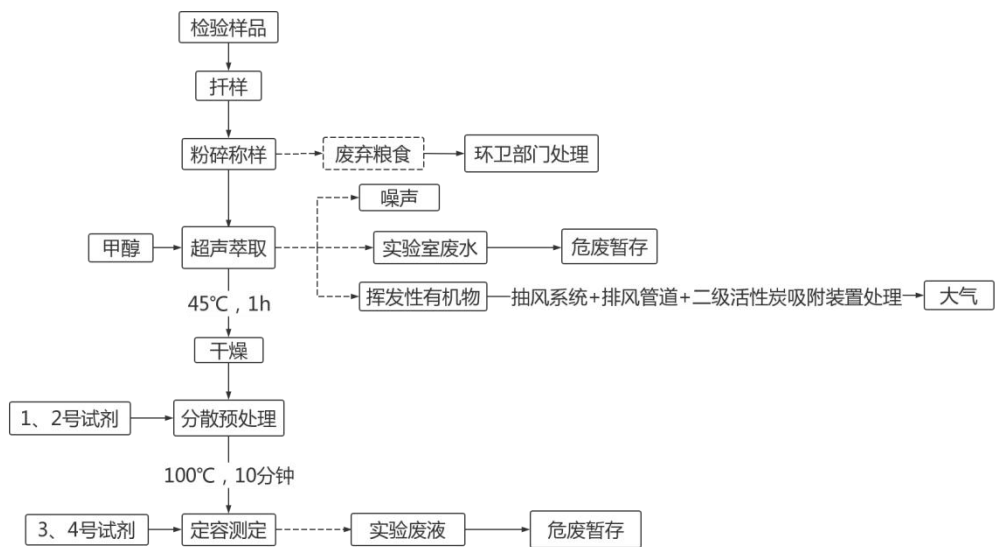 检验样品
扦样
粉碎称样
废弃粮食
环卫部门处理
噪声
甲醇
超声萃取
实验室废水
危废暂存
挥发性有机物
抽风系统+排风管道+二级活性炭吸附装置处理
大气
45℃，1h
干燥
1、2号试剂
分散预处理
100℃，10分钟
3、4号试剂
定容测定
实验废液
危废暂存